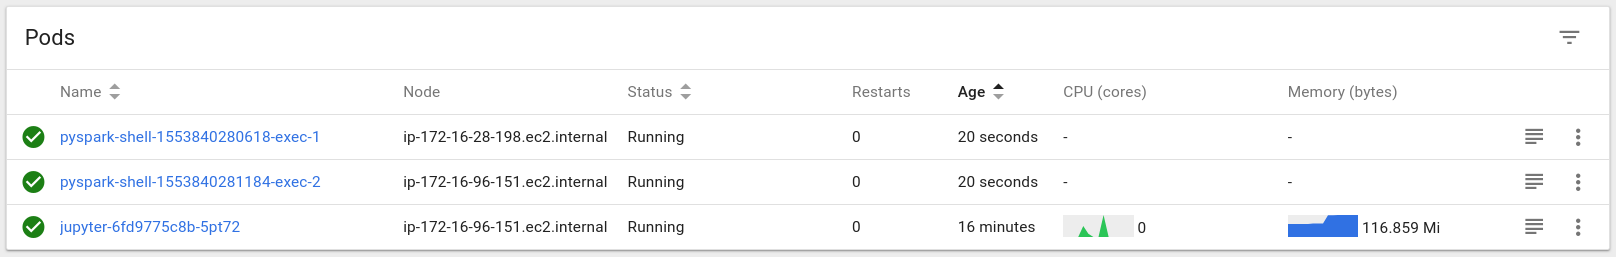 Pods
Name Node Status Restarts Age CPU (cores) Memory (bytes)
pyspark-shell-1553840280618-exec-1 ip-172-16-28-198.ec2.internal Running 0 20 seconds - -
pyspark-shell-1553840281184-exec-2 ip-172-16-96-151.ec2.internal Running 0 20 seconds - -
jupyter-6fd9775c8b-5pt72 ip-172-16-96-151.ec2.internal Running 0 16 minutes 0 116.859 Mi